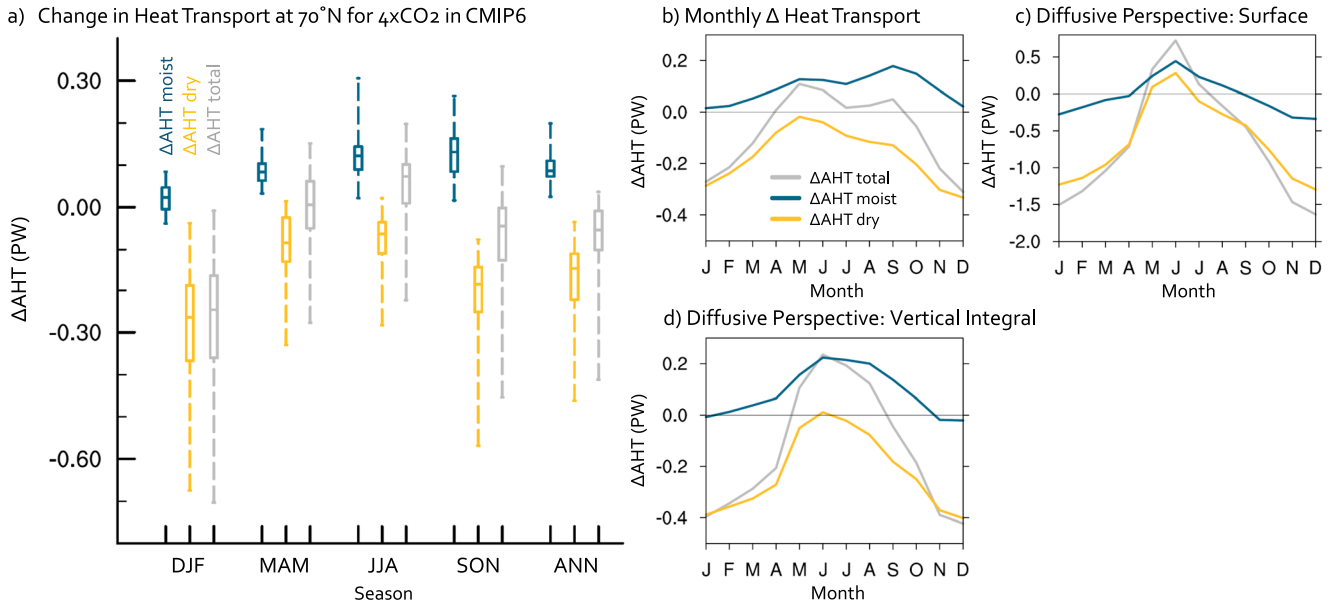 a) Change in Heat Transport at 70°N for 4xCO2 in CMIP6
ΔAHT (PW)
0.30
0.00
-0.30
-0.60
ΔAHT moist
ΔAHT dry
ΔAHT total
DJF MAM JJA SON ANN
Season
b) Monthly Δ Heat Transport
ΔAHT (PW)
0.2
0.0
-0.2
-0.4
ΔAHT total
ΔAHT moist
ΔAHT dry
J F M A M J J A S O N D
Month
c) Diffusive Perspective: Surface
ΔAHT (PW)
0.5
0.0
-0.5
-1.0
-1.5
-2.0
J F M A M J J A S O N D
Month
d) Diffusive Perspective: Vertical Integral
ΔAHT (PW)
0.2
0.0
-0.2
-0.4
J F M A M J J A S O N D
Month